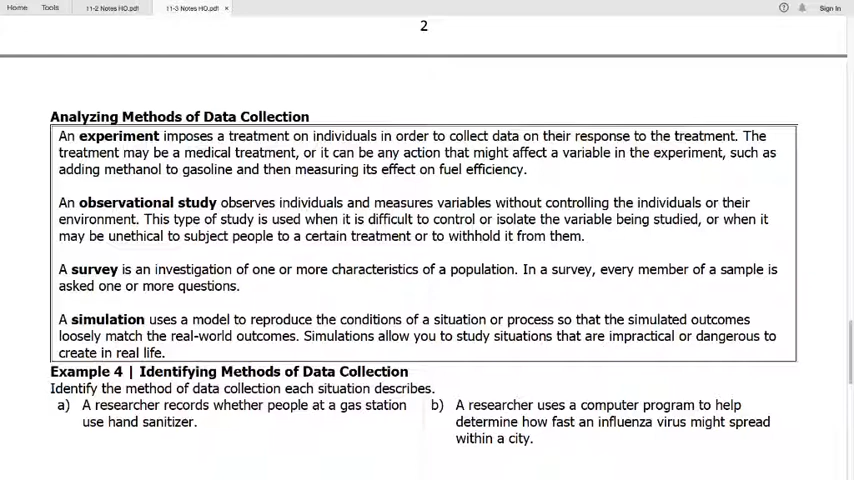 Home Tools 11-2 Notes HO.pdf 11-3 Notes HO.pdf × Sign In
2
Analyzing Methods of Data Collection
An experiment imposes a treatment on individuals in order to collect data on their response to the treatment. The
treatment may be a medical treatment, or it can be any action that might affect a variable in the experiment, such as
adding methanol to gasoline and then measuring its effect on fuel efficiency.
An observational study observes individuals and measures variables without controlling the individuals or their
environment. This type of study is used when it is difficult to control or isolate the variable being studied, or when it
may be unethical to subject people to a certain treatment or to withhold it from them.
A survey is an investigation of one or more characteristics of a population. In a survey, every member of a sample is
asked one or more questions.
A simulation uses a model to reproduce the conditions of a situation or process so that the simulated outcomes
loosely match the real-world outcomes. Simulations allow you to study situations that are impractical or dangerous to
create in real life.
Example 4 | Identifying Methods of Data Collection
Identify the method of data collection each situation describes.
a) A researcher records whether people at a gas station
use hand sanitizer.
b) A researcher uses a computer program to help
determine how fast an influenza virus might spread
within a city.